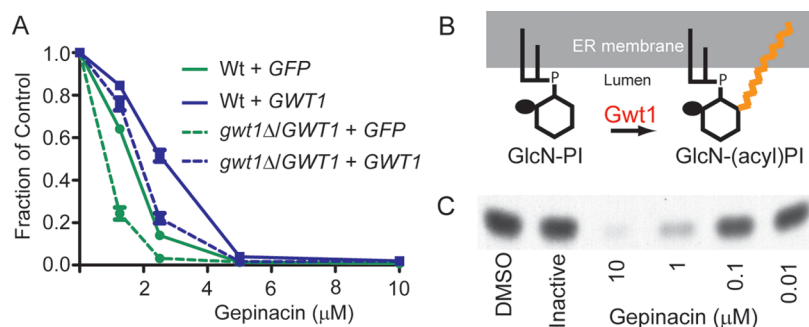 A
Fraction of Control
1.0
0.8
0.6
0.4
0.2
0.0
0 2 4 6 8 10
Gepinacin (μM)
Wt + GFP
Wt + GWT1
gwt1Δ/GWT1 + GFP
gwt1Δ/GWT1 + GWT1
B
ER membrane
Lumen
P
P
Gwt1
GlcN-PI
GlcN-(acyl)PI
C
DMSO
Inactive
10
1
0.1
0.01
Gepinacin (μM)